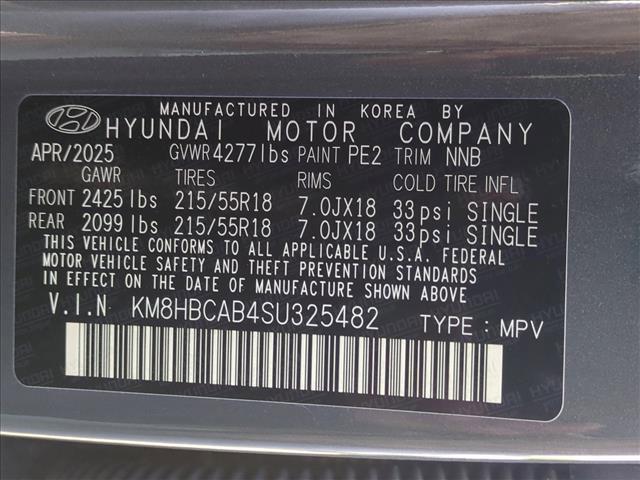 MANUFACTURED IN KOREA BY
HYUNDAI MOTOR COMPANY
APR/2025 GVWR 4277lbs PAINT PE2 TRIM NNB
GAWR TIRES RIMS COLD TIRE INFL
FRONT 2425lbs 215/55R18 7.0JX18 33psi SINGLE
REAR 2099lbs 215/55R18 7.0JX18 33psi SINGLE
THIS VEHICLE CONFORMS TO ALL APPLICABLE U.S.A. FEDERAL
MOTOR VEHICLE SAFETY AND THEFT PREVENTION STANDARDS
IN EFFECT ON THE DATE OF MANUFACTURE SHOWN ABOVE.
V.I.N KM8HBCAB4SU325482 TYPE : MPV